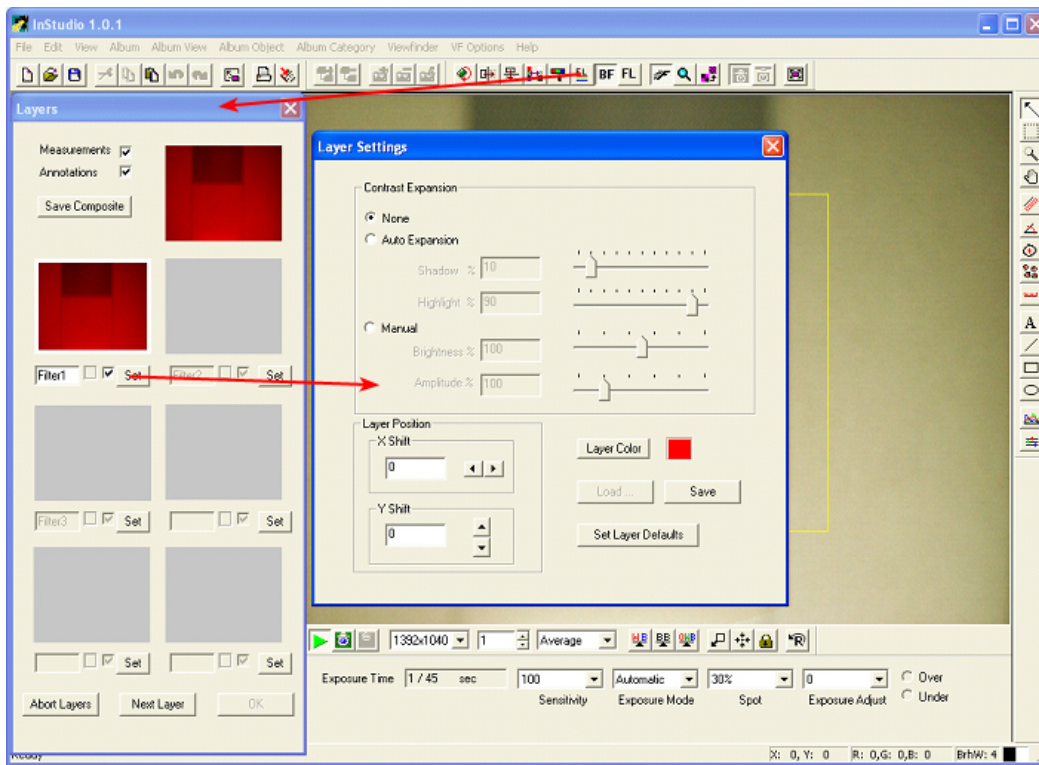 InStudio 1.0.1
File Edit View Album Album View Album Object Album Category Viewfinder VF Options Help
BF FL
Layers
Measurements
Annotations
Save Composite
Filter1 Set Filter2 Set
Filter3 Set Set
Set Set
Abort Layers Next Layer OK
Layer Settings
Contrast Expansion
None
Auto Expansion
Shadow % 10
Highlight % 90
Manual
Brightness % 100
Amplitude % 100
Layer Position
X Shift
0
Y Shift
0
Layer Color
Load ... Save
Set Layer Defaults
A
1392x1040 1 Average WB BB R
Exposure Time 1 / 45 sec 100 Automatic 30% 0 Over
Sensitivity Exposure Mode Spot Exposure Adjust Under
Ready X: 0, Y: 0 R: 0,G: 0,B: 0 BrhW: 4